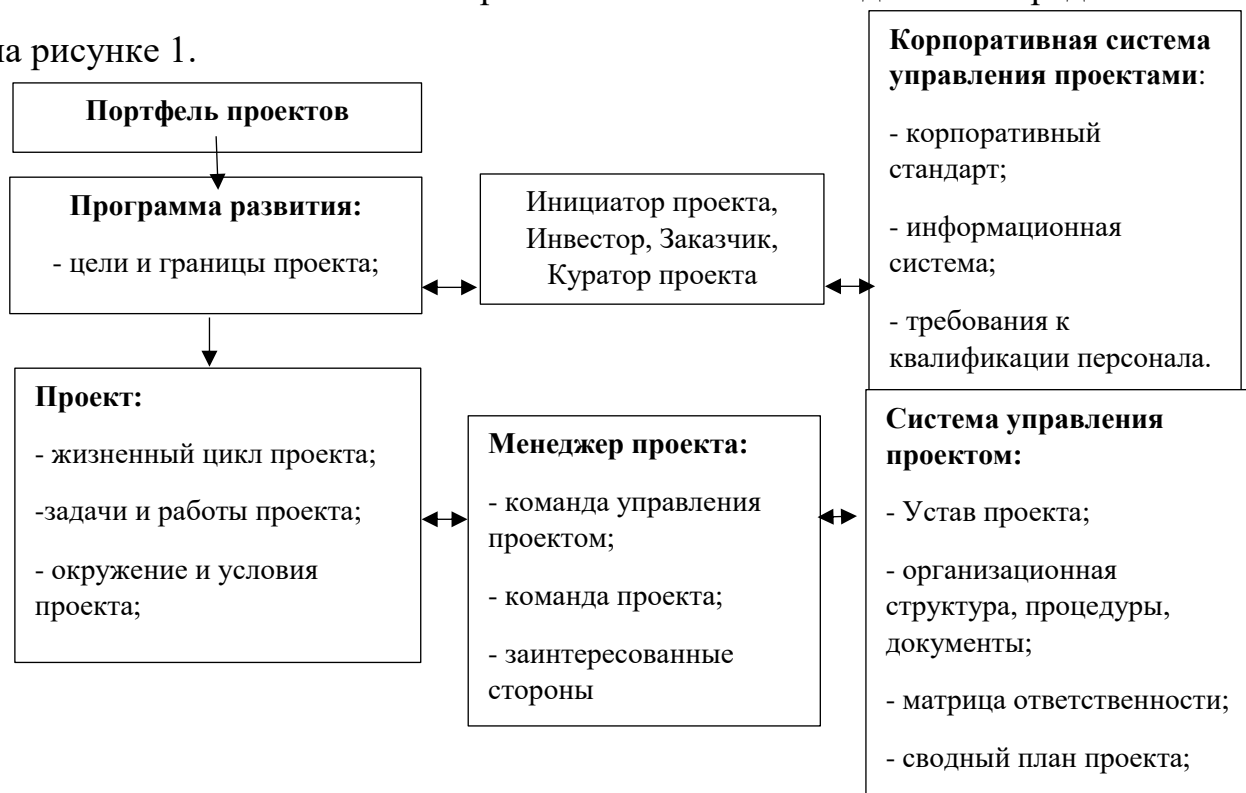 на рисунке 1.
Портфель проектов
Программа развития:
- цели и границы проекта;
Инициатор проекта,
Инвестор, Заказчик,
Куратор проекта
Корпоративная система
управления проектами:
- корпоративный
стандарт;
- информационная
система;
- требования к
квалификации персонала.
Проект:
- жизненный цикл проекта;
-задачи и работы проекта;
- окружение и условия
проекта;
Менеджер проекта:
- команда управления
проектом;
- команда проекта;
- заинтересованные
стороны
Система управления
проектом:
- Устав проекта;
- организационная
структура, процедуры,
документы;
- матрица ответственности;
- сводный план проекта;